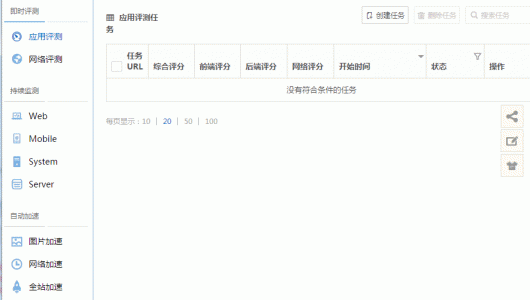 即时评测
应用评测
网络评测
持续监测
Web
Mobile
System
Server
自动加速
图片加速
网络加速
全站加速
应用评测任务
创建任务 删除任务 搜索任务
任务URL 综合评分 前端评分 后端评分 网络评分 开始时间 状态 操作
没有符合条件的任务
每页显示：10 | 20 | 50 | 100